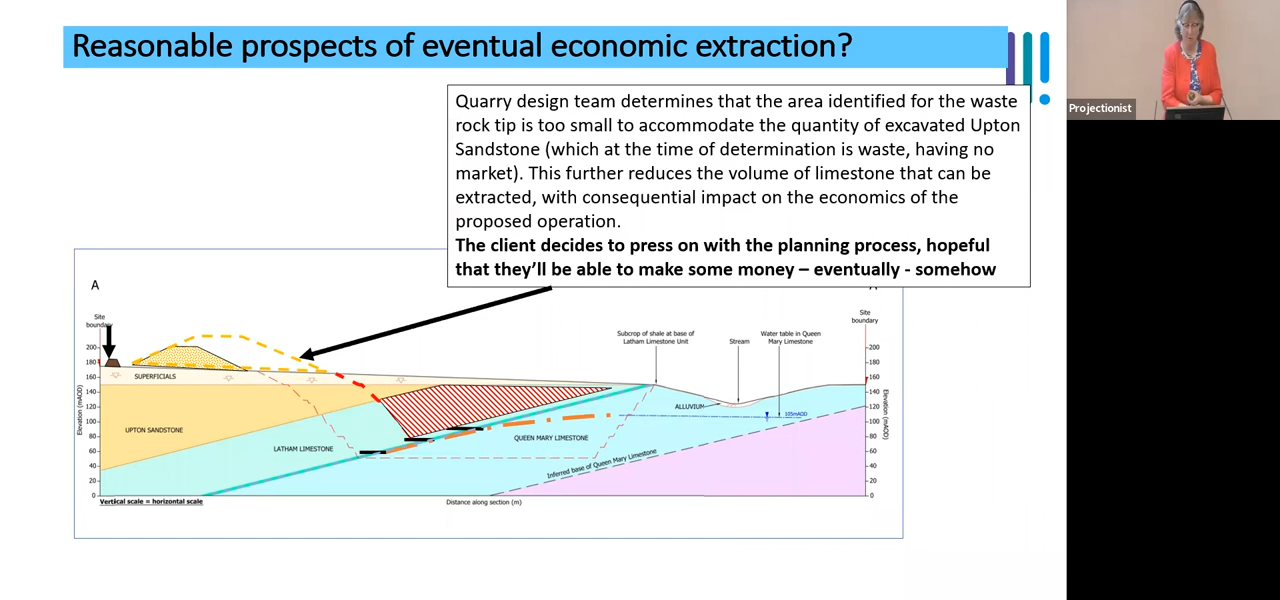 Reasonable prospects of eventual economic extraction?
Projectionist
Quarry design team determines that the area identified for the waste
rock tip is too small to accommodate the quantity of excavated Upton
Sandstone (which at the time of determination is waste, having no
market). This further reduces the volume of limestone that can be
extracted, with consequential impact on the economics of the
proposed operation.
The client decides to press on with the planning process, hopeful
that they'll be able to make some money – eventually - somehow
A
Site
boundary
Site
boundary
Subcrop of shale at base of
Latham Limestone Unit
Stream
Water table in Queen
Mary Limestone
200
180
160
140
120
100
80
60
40
20
0
Elevation (mAOD)
SUPERFICIALS
UPTON SANDSTONE
LATHAM LIMESTONE
QUEEN MARY LIMESTONE
ALLUVIUM
105mAOD
Inferred base of Queen Mary Limestone
200
180
160
140
120
100
80
60
40
20
0
Elevation (mAOD)
Vertical scale = horizontal scale
Distance along section (m)